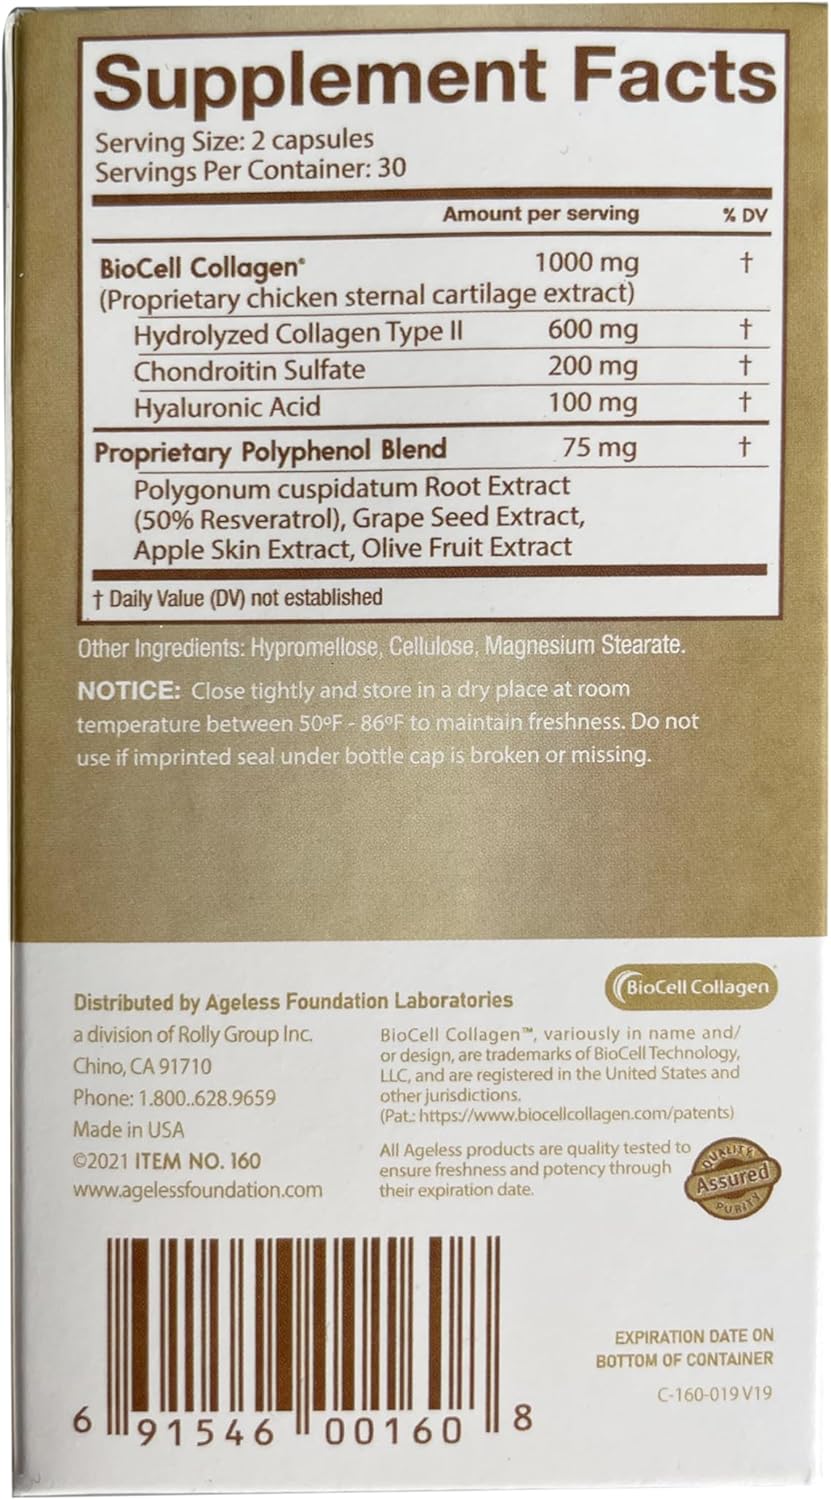 Supplement Facts
Serving Size: 2 capsules
Servings Per Container: 30
Amount per serving % DV
BioCell Collagen® 1000 mg †
(Proprietary chicken sternal cartilage extract)
Hydrolyzed Collagen Type II 600 mg †
Chondroitin Sulfate 200 mg †
Hyaluronic Acid 100 mg †
Proprietary Polyphenol Blend 75 mg †
Polygonum cuspidatum Root Extract
(50% Resveratrol), Grape Seed Extract,
Apple Skin Extract, Olive Fruit Extract
† Daily Value (DV) not established
Other Ingredients: Hypromellose, Cellulose, Magnesium Stearate.
NOTICE: Close tightly and store in a dry place at room
temperature between 50ºF - 86ºF to maintain freshness. Do not
use if imprinted seal under bottle cap is broken or missing.
BioCell Collagen
Distributed by Ageless Foundation Laboratories
a division of Rolly Group Inc.
Chino, CA 91710
Phone: 1.800..628.9659
Made in USA
©2021 ITEM NO. 160
www.agelessfoundation.com
BioCell Collagen™, variously in name and/
or design, are trademarks of BioCell Technology,
LLC, and are registered in the United States and
other jurisdictions.
(Pat.: https://www.biocellcollagen.com/patents)
All Ageless products are quality tested to
ensure freshness and potency through
their expiration date.
QUALITY
Assured
PURITY
6 91546 00160 8
EXPIRATION DATE ON
BOTTOM OF CONTAINER
C-160-019 V19